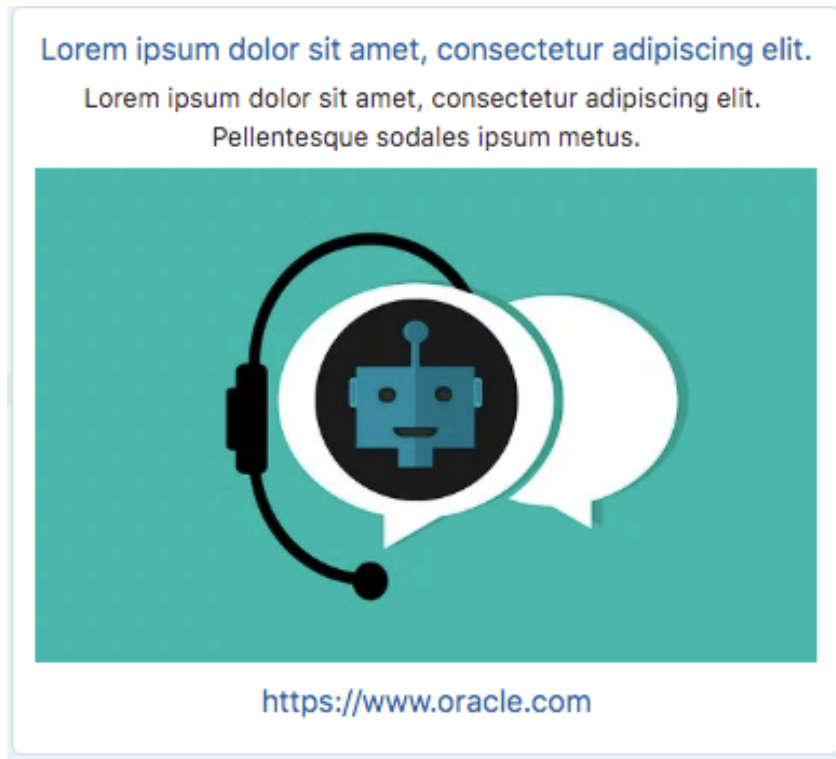 Lorem ipsum dolor sit amet, consectetur adipiscing elit.
Lorem ipsum dolor sit amet, consectetur adipiscing elit.
Pellentesque sodales ipsum metus.
https://www.oracle.com